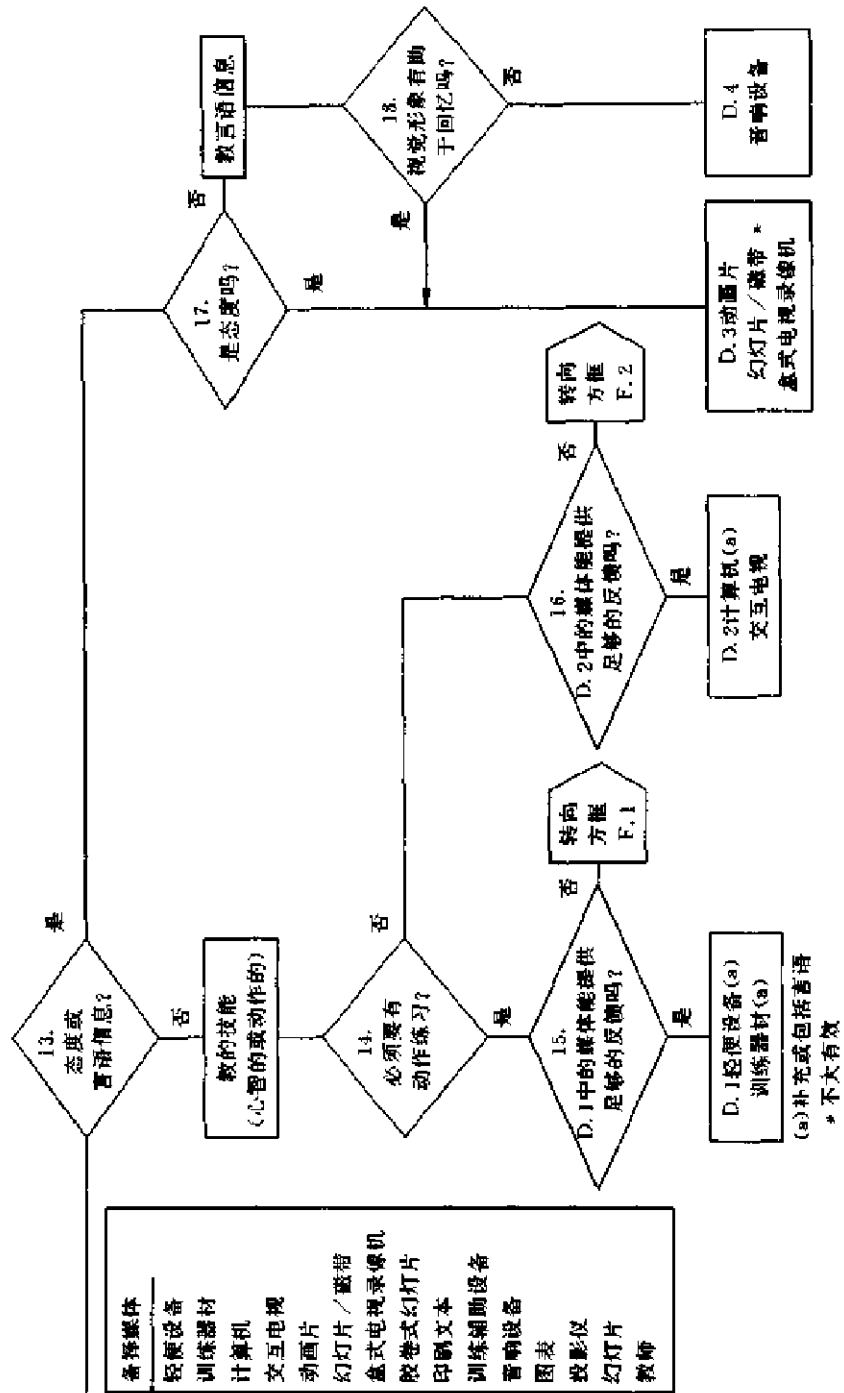 备择媒体
轻便设备
训练器材
计算机
交互电视
动画片
幻灯片/磁带
盒式电视录像机
胶卷式幻灯片
印刷文本
训练辅助设备
音响设备
图表
投影仪
幻灯片
教师
13.
态度或
言语信息?
是
否
教的技能
(心智的或动作的)
14.
必须要有
动作练习?
否
是
15.
D.1中的媒体能提供
足够的反馈吗?
否
转向
方框
F.1
是
D.1轻便设备(a)
训练器材(a)
(a)补充或包括言语
*不大有效
16.
D.2中的媒体能提供
足够的反馈吗?
否
转向
方框
F.2
是
D.2计算机(a)
交互电视
17.
是态度吗?
否
是
教言语信息
18.
视觉形象有助
于回忆吗?
是
否
D.3动画片
幻灯片/磁带*
盒式电视录像机
D.4
音响设备